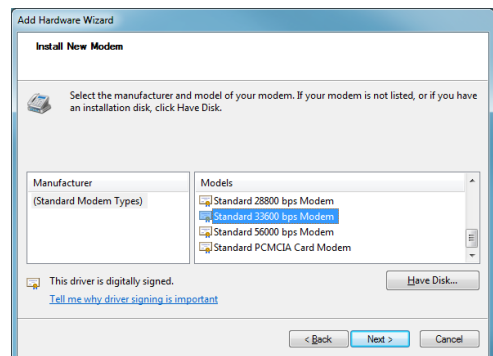 Add Hardware Wizard
Install New Modem
Select the manufacturer and model of your modem. If your modem is not listed, or if you have
an installation disk, click Have Disk.
Manufacturer
(Standard Modem Types)
Models
Standard 28800 bps Modem
Standard 33600 bps Modem
Standard 56000 bps Modem
Standard PCMCIA Card Modem
This driver is digitally signed.
Tell me why driver signing is important
Have Disk...
< Back
Next >
Cancel